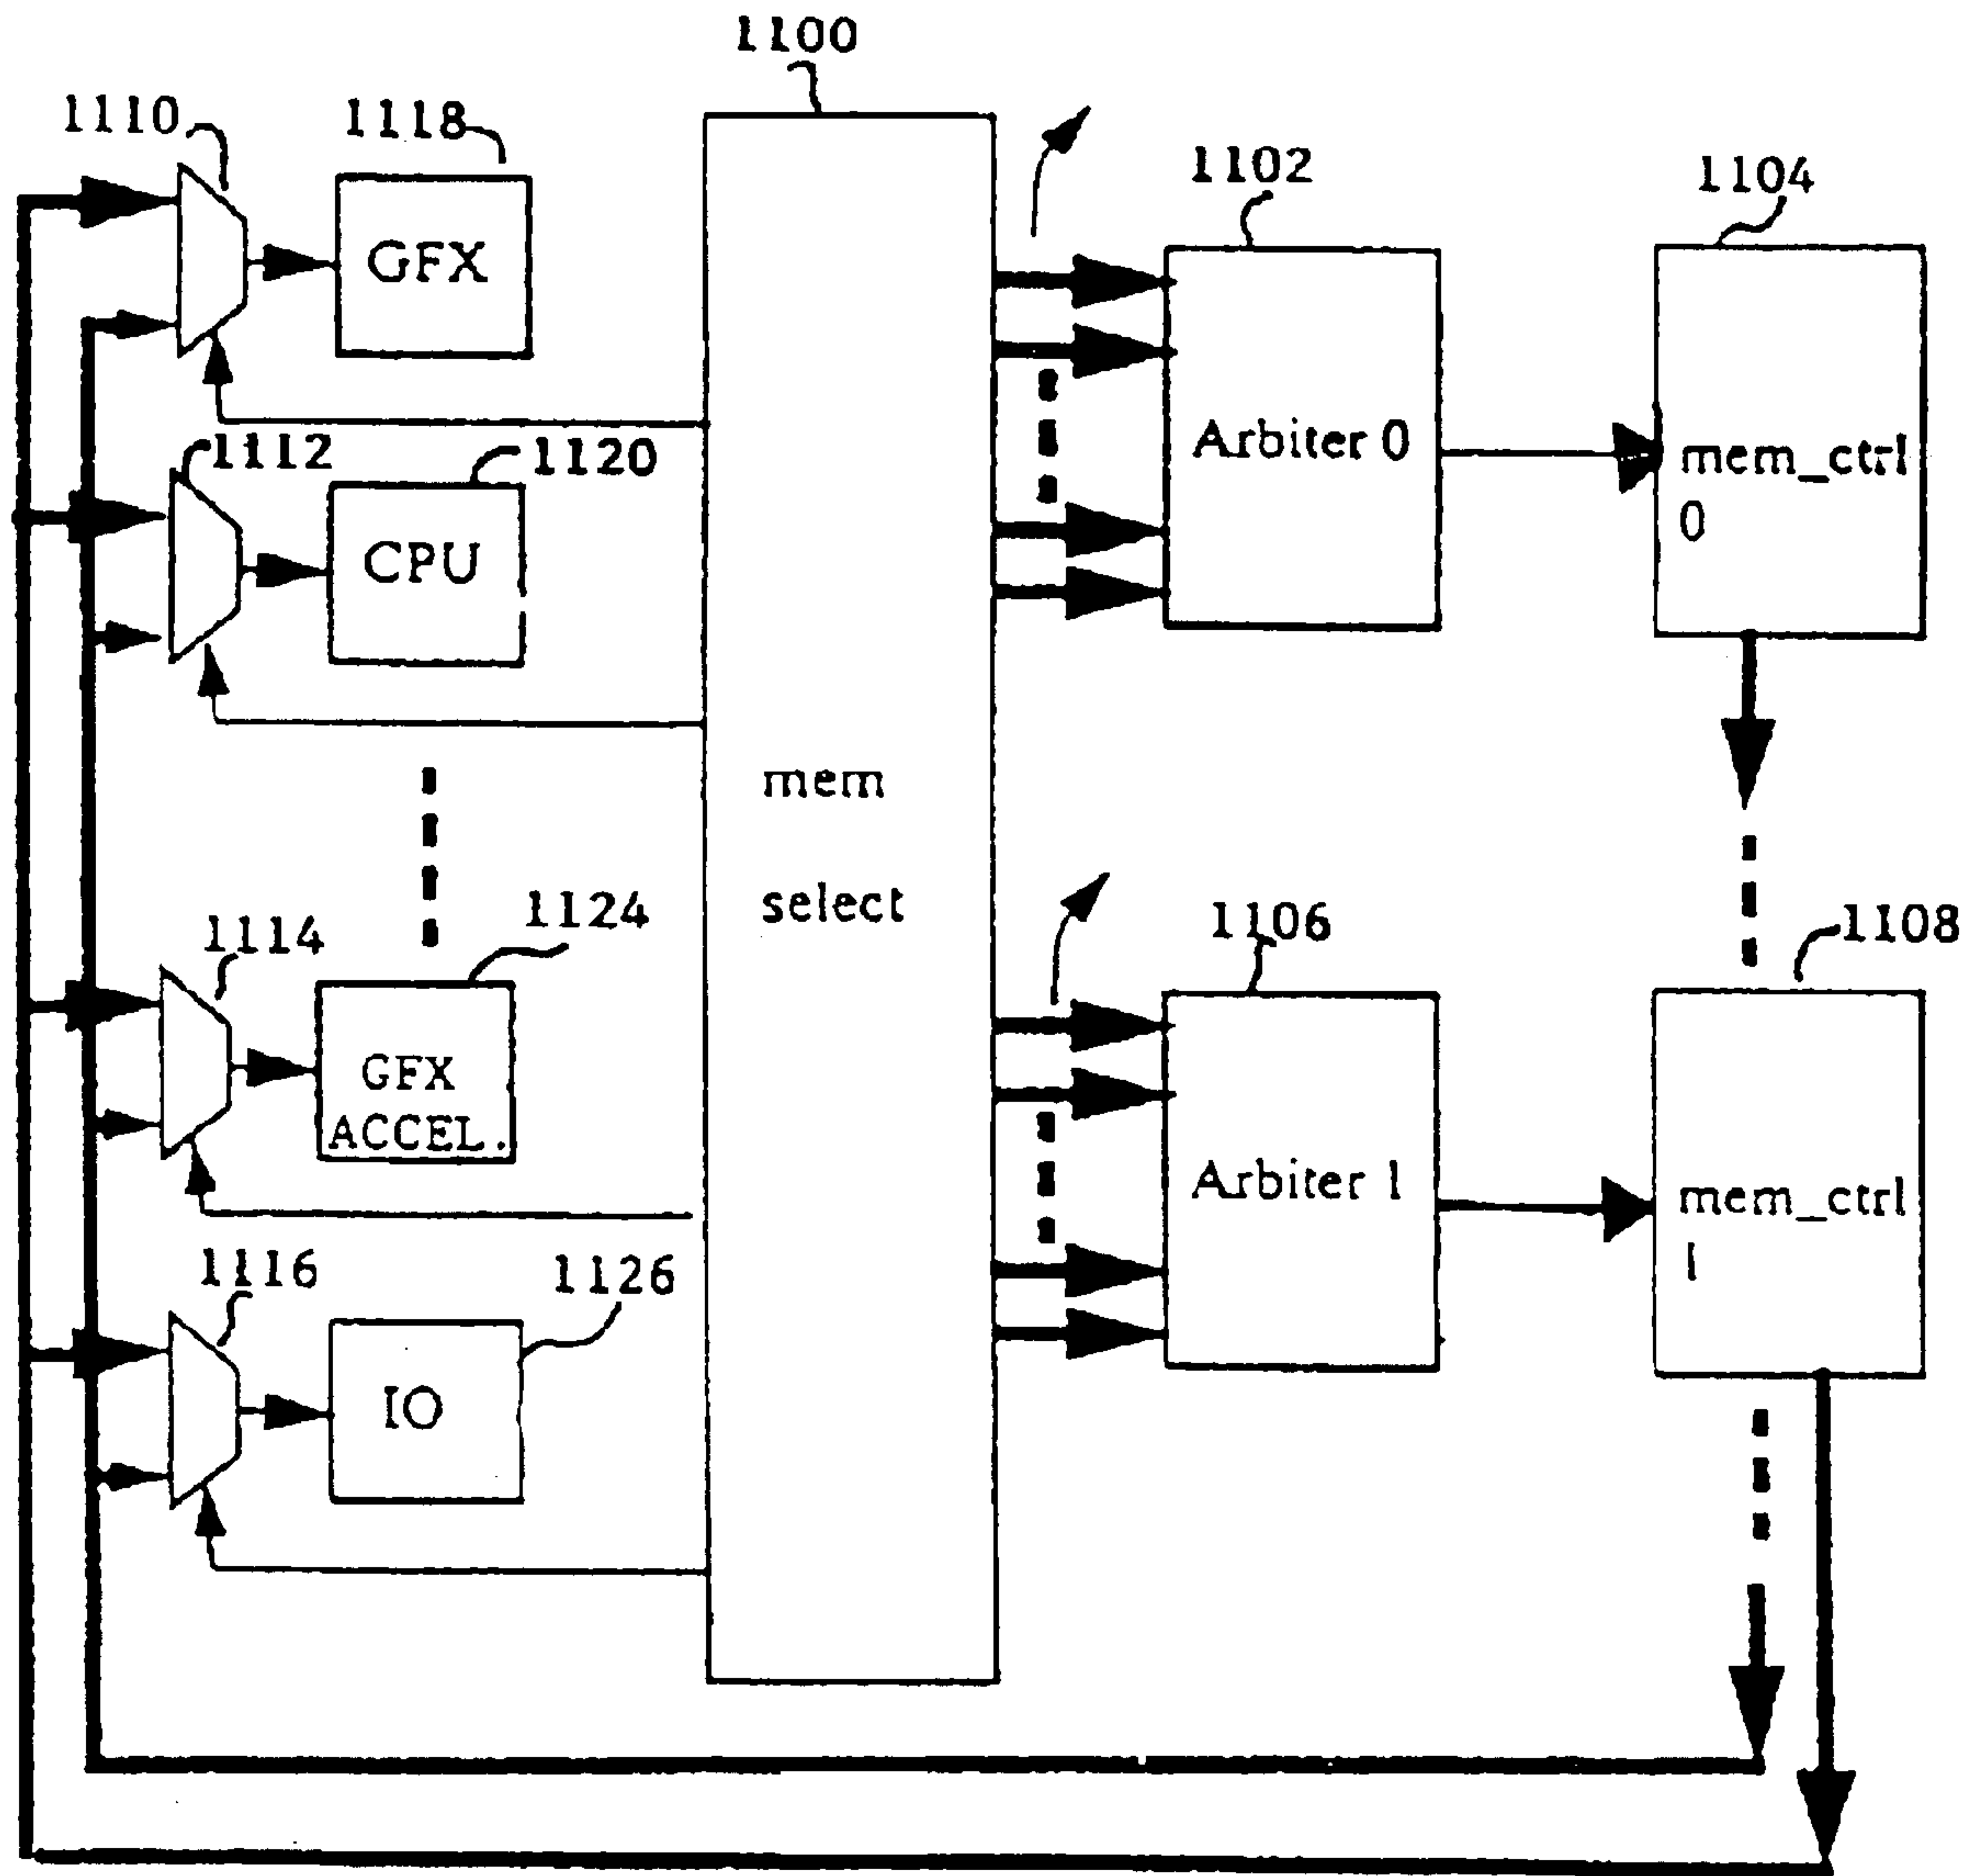 1100
1110
1118
1102
1104
GFX
Arbiter 0
mem_ctrl
0
1112
1120
CPU
mem
select
1114
1124
1106
1108
GFX
ACCEL.
Arbiter 1
mem_ctrl
1
1116
1126
IO